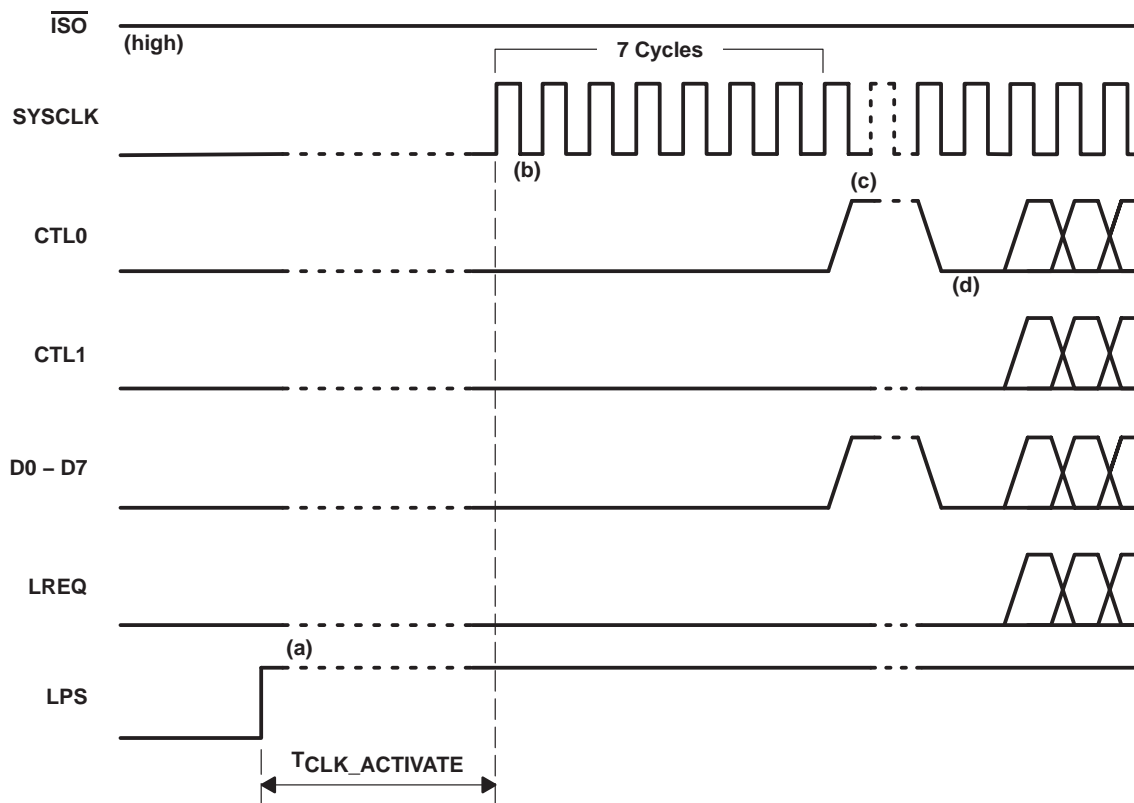 ISO
(high)
7 Cycles
SYSCLK
(b)
(c)
CTL0
(d)
CTL1
D0 – D7
LREQ
(a)
LPS
TCLK_ACTIVATE